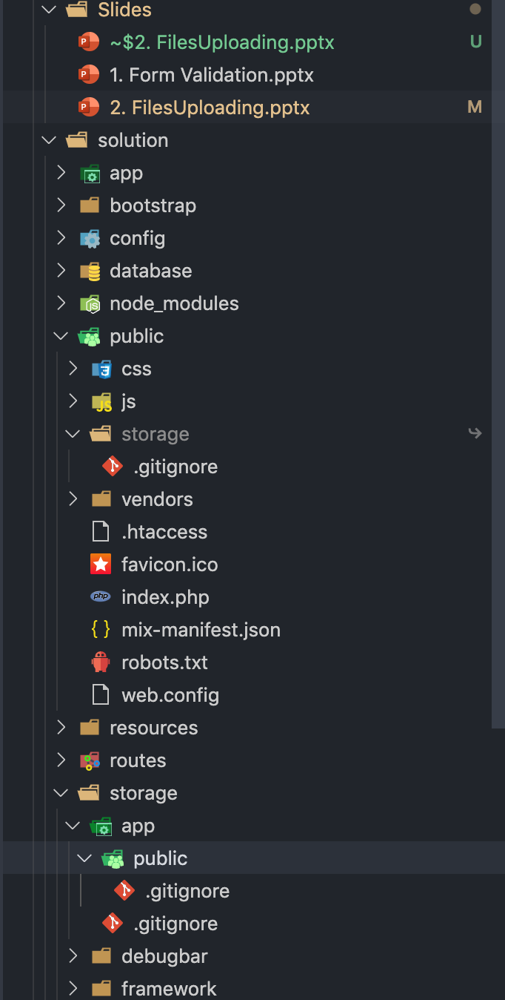 Slides
~$2. FilesUploading.pptx U
1. Form Validation.pptx
2. FilesUploading.pptx M
solution
app
bootstrap
config
database
node_modules
public
css
js
storage
.gitignore
vendors
.htaccess
favicon.ico
index.php
mix-manifest.json
robots.txt
web.config
resources
routes
storage
app
public
.gitignore
.gitignore
debugbar
framework